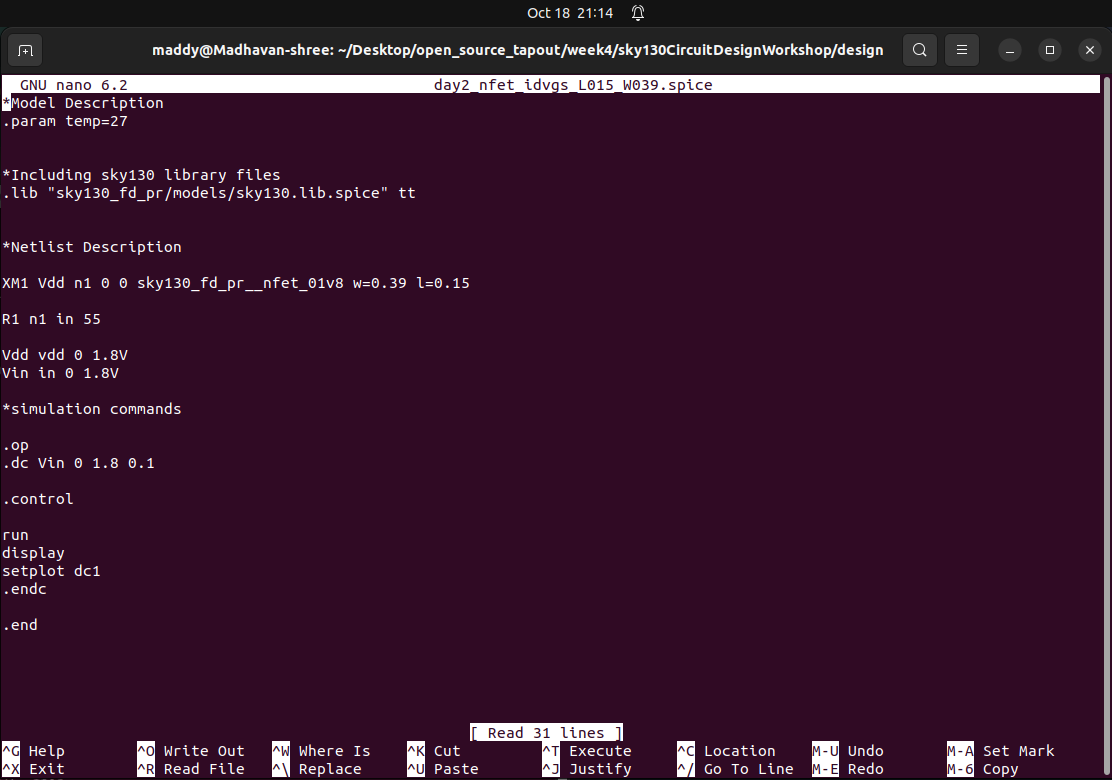 Oct 18 21:14
maddy@Madhavan-shree: ~/Desktop/open_source_tapout/week4/sky130CircuitDesignWorkshop/design
GNU nano 6.2 day2_nfet_idvgs_L015_W039.spice
*Model Description
.param temp=27
*Including sky130 library files
.lib "sky130_fd_pr/models/sky130.lib.spice" tt
*Netlist Description
XM1 Vdd n1 0 0 sky130_fd_pr__nfet_01v8 w=0.39 l=0.15
R1 n1 in 55
Vdd vdd 0 1.8V
Vin in 0 1.8V
*simulation commands
.op
.dc Vin 0 1.8 0.1
.control
run
display
setplot dc1
.endc
.end
[ Read 31 lines ]
^G Help ^O Write Out ^W Where Is ^K Cut ^T Execute ^C Location M-U Undo M-A Set Mark
^X Exit ^R Read File ^\ Replace ^U Paste ^J Justify ^/ Go To Line M-E Redo M-6 Copy